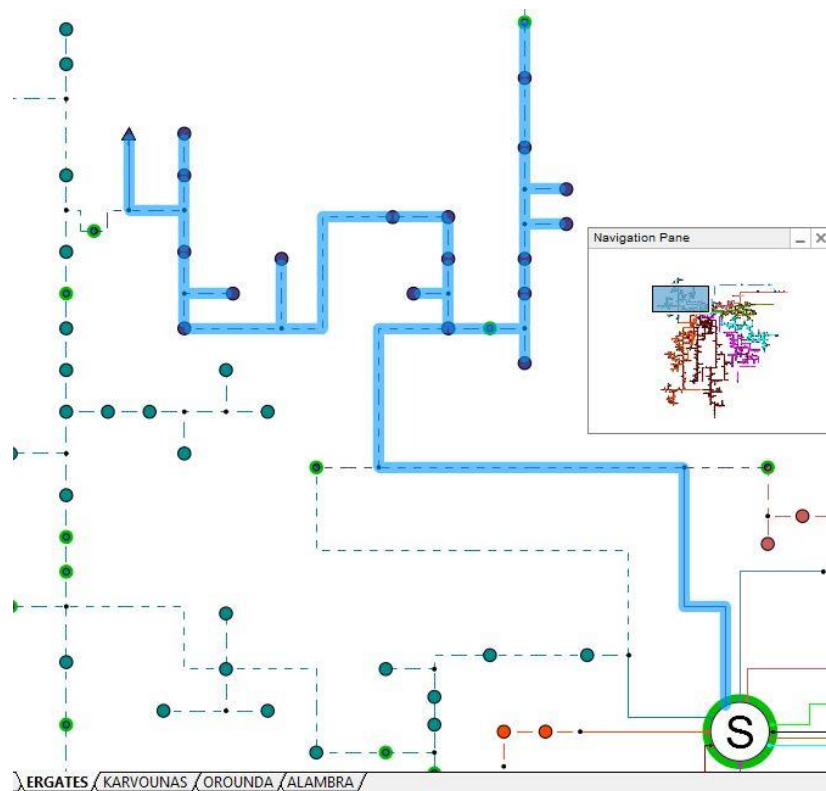 Navigation Pane
S
ERGATES / KARVOUNAS / OROUNDA / ALAMBRA /